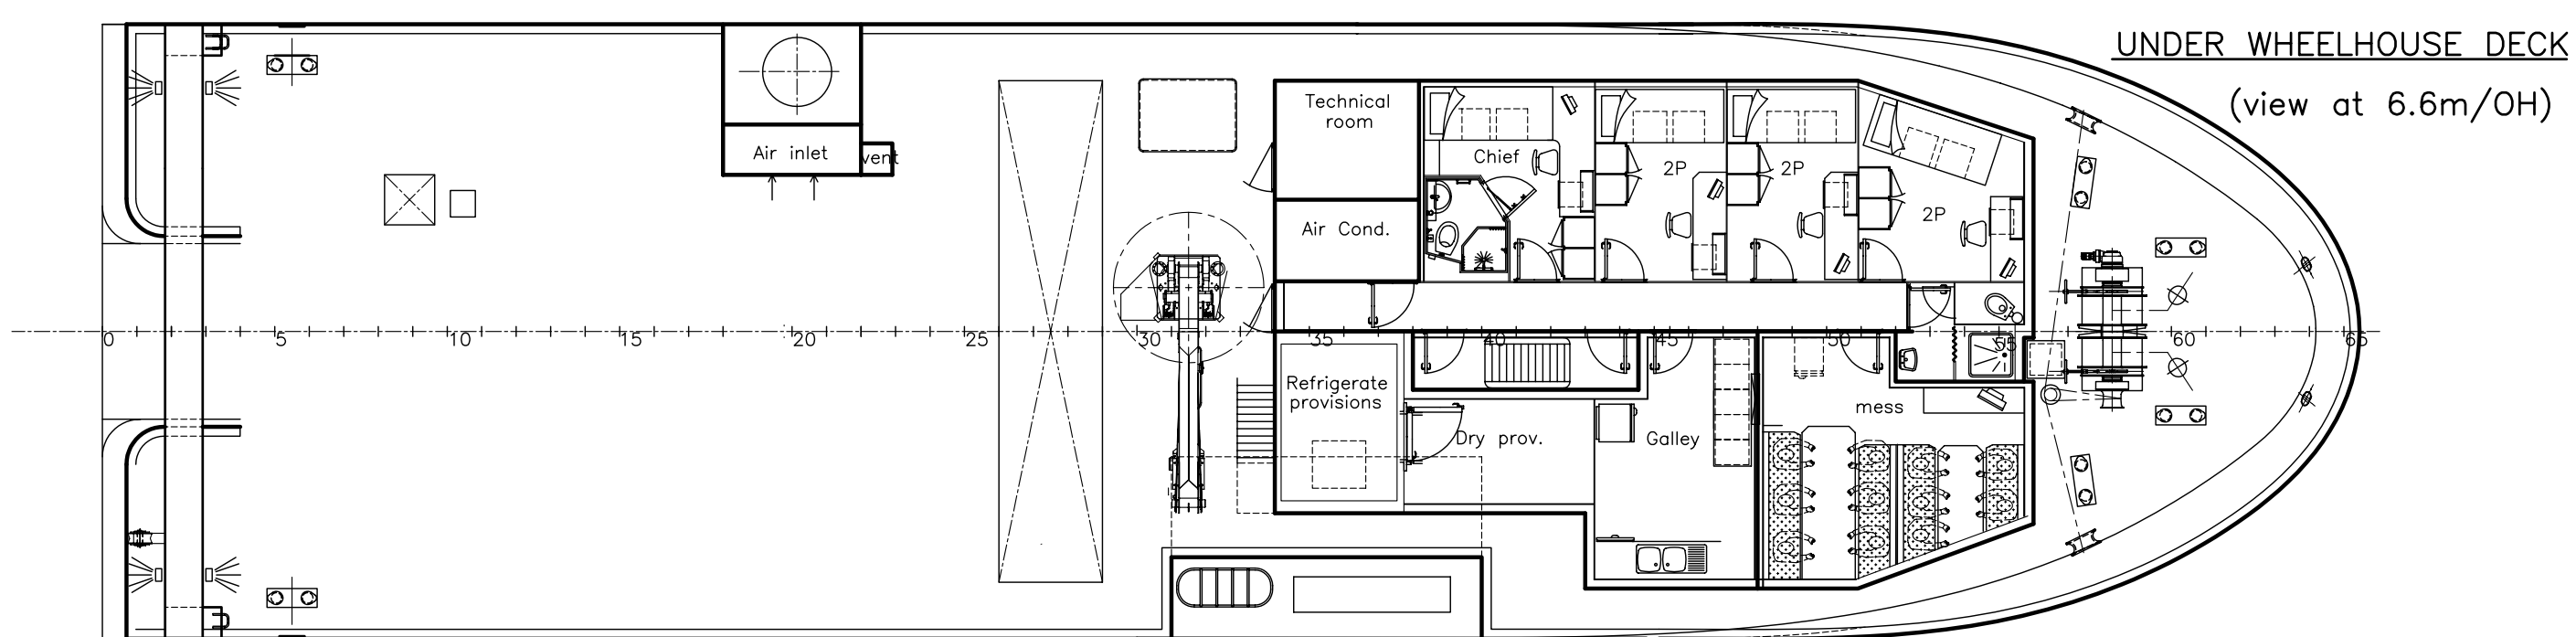 UNDER WHEELHOUSE DECK
(view at 6.6m/OH)
Technical
room
Air inlet
vent
Chief
2P
2P
2P
Air Cond.
0 5 10 15 20 25 30 35 40 45 50 55 60 65
Refrigerate
provisions
mess
Dry prov.
Galley